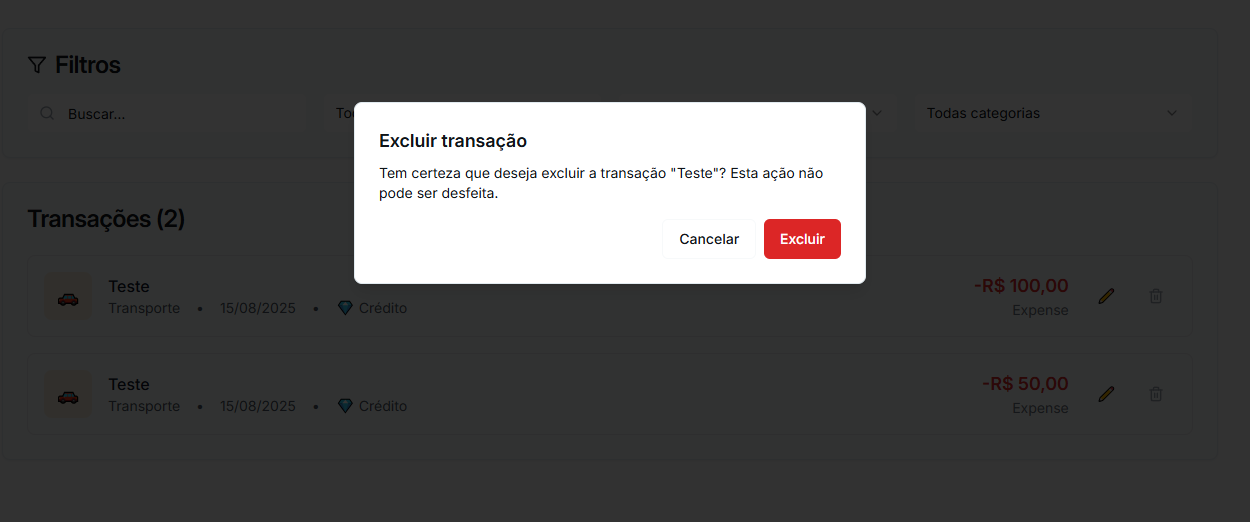 Filtros
Buscar...
Todas categorias
Excluir transação
Tem certeza que deseja excluir a transação "Teste"? Esta ação não
pode ser desfeita.
Cancelar
Excluir
Transações (2)
Teste
Transporte • 15/08/2025 • Crédito
-R$ 100,00
Expense
Teste
Transporte • 15/08/2025 • Crédito
-R$ 50,00
Expense